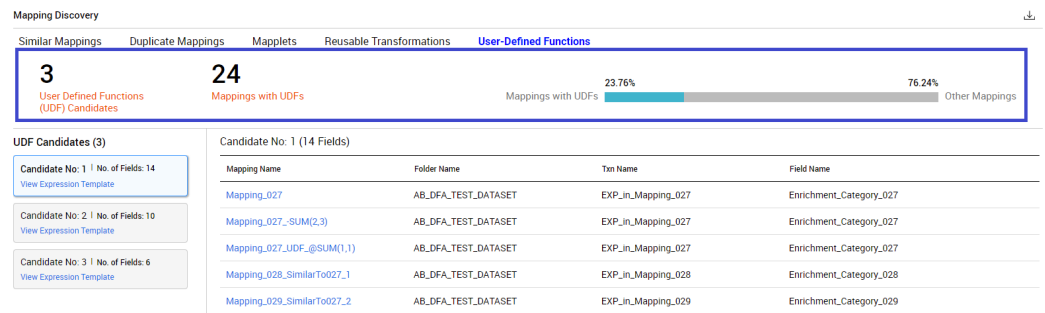 Mapping Discovery
Similar Mappings Duplicate Mappings Mapplets Reusable Transformations User-Defined Functions
3
User Defined Functions
(UDF) Candidates
24
Mappings with UDFs
Mappings with UDFs 23.76% 76.24% Other Mappings
UDF Candidates (3)
Candidate No: 1 | No. of Fields: 14
View Expression Template
Candidate No: 2 | No. of Fields: 10
View Expression Template
Candidate No: 3 | No. of Fields: 6
View Expression Template
Candidate No: 1 (14 Fields)
Mapping Name Folder Name Txn Name Field Name
Mapping_027 AB_DFA_TEST_DATASET EXP_in_Mapping_027 Enrichment_Category_027
Mapping_027_-SUM(2,3) AB_DFA_TEST_DATASET EXP_in_Mapping_027 Enrichment_Category_027
Mapping_027_UDF_@SUM(1,1) AB_DFA_TEST_DATASET EXP_in_Mapping_027 Enrichment_Category_027
Mapping_028_SimilarTo027_1 AB_DFA_TEST_DATASET EXP_in_Mapping_028 Enrichment_Category_028
Mapping_029_SimilarTo027_2 AB_DFA_TEST_DATASET EXP_in_Mapping_029 Enrichment_Category_029